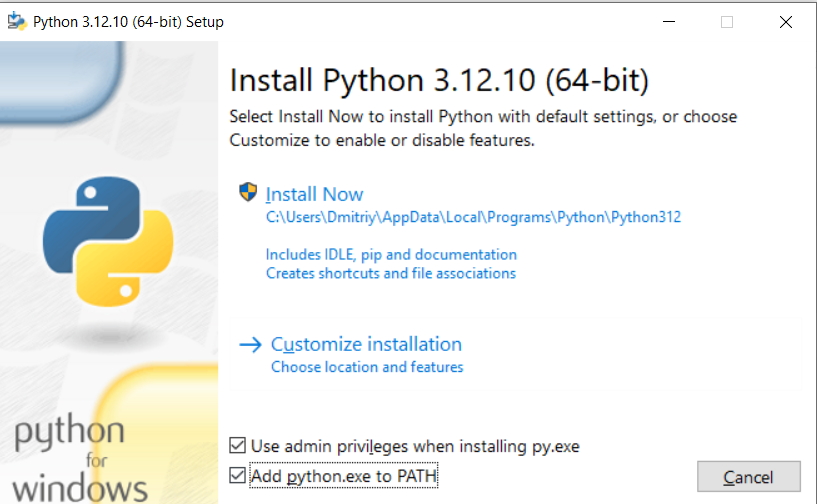 Python 3.12.10 (64-bit) Setup
Install Python 3.12.10 (64-bit)
Select Install Now to install Python with default settings, or choose
Customize to enable or disable features.
Install Now
C:\Users\Dmitriy\AppData\Local\Programs\Python\Python312
Includes IDLE, pip and documentation
Creates shortcuts and file associations
Customize installation
Choose location and features
python
for
windows
Use admin privileges when installing py.exe
Add python.exe to PATH
Cancel